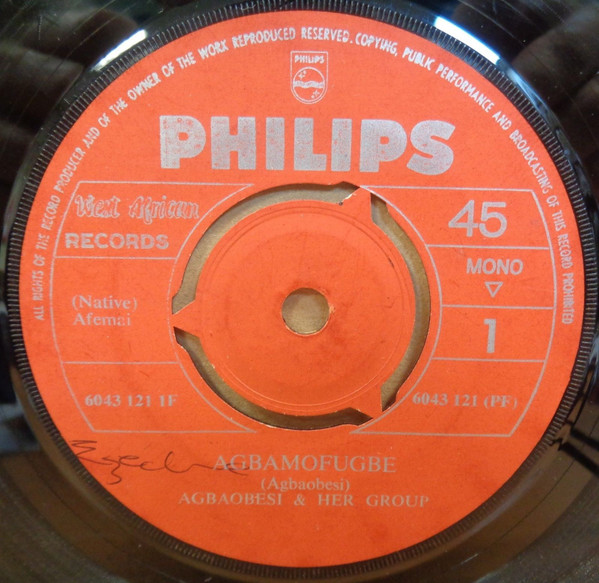 ALL RIGHTS OF THE RECORD PRODUCER AND OF THE OWNER OF THE WORK REPRODUCED RESERVED. COPYING, PUBLIC PERFORMANCE AND BROADCASTING OF THIS RECORD PROHIBITED
PHILIPS
PHILIPS
West African
RECORDS
45
MONO
(Native)
Afemai
1
6043 121 1F
6043 121 (PF)
AGBAMOFUGBE
(Agbaobesi)
AGBAOBESI & HER GROUP